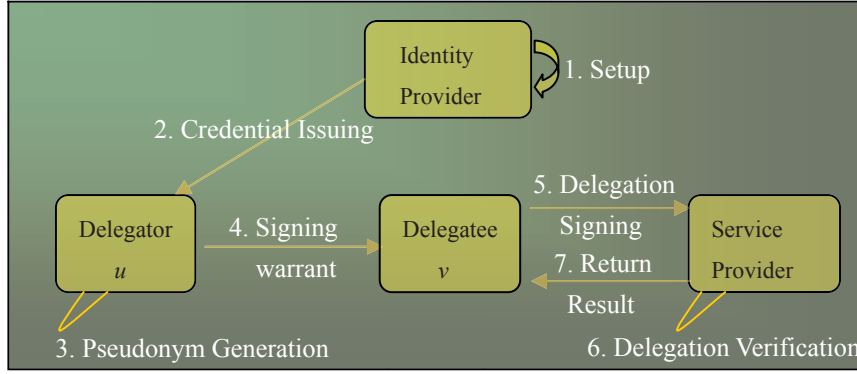 Identity
Provider
1. Setup
2. Credential Issuing
Delegator
u
4. Signing
warrant
Delegatee
v
5. Delegation
Signing
7. Return
Result
Service
Provider
3. Pseudonym Generation
6. Delegation Verification